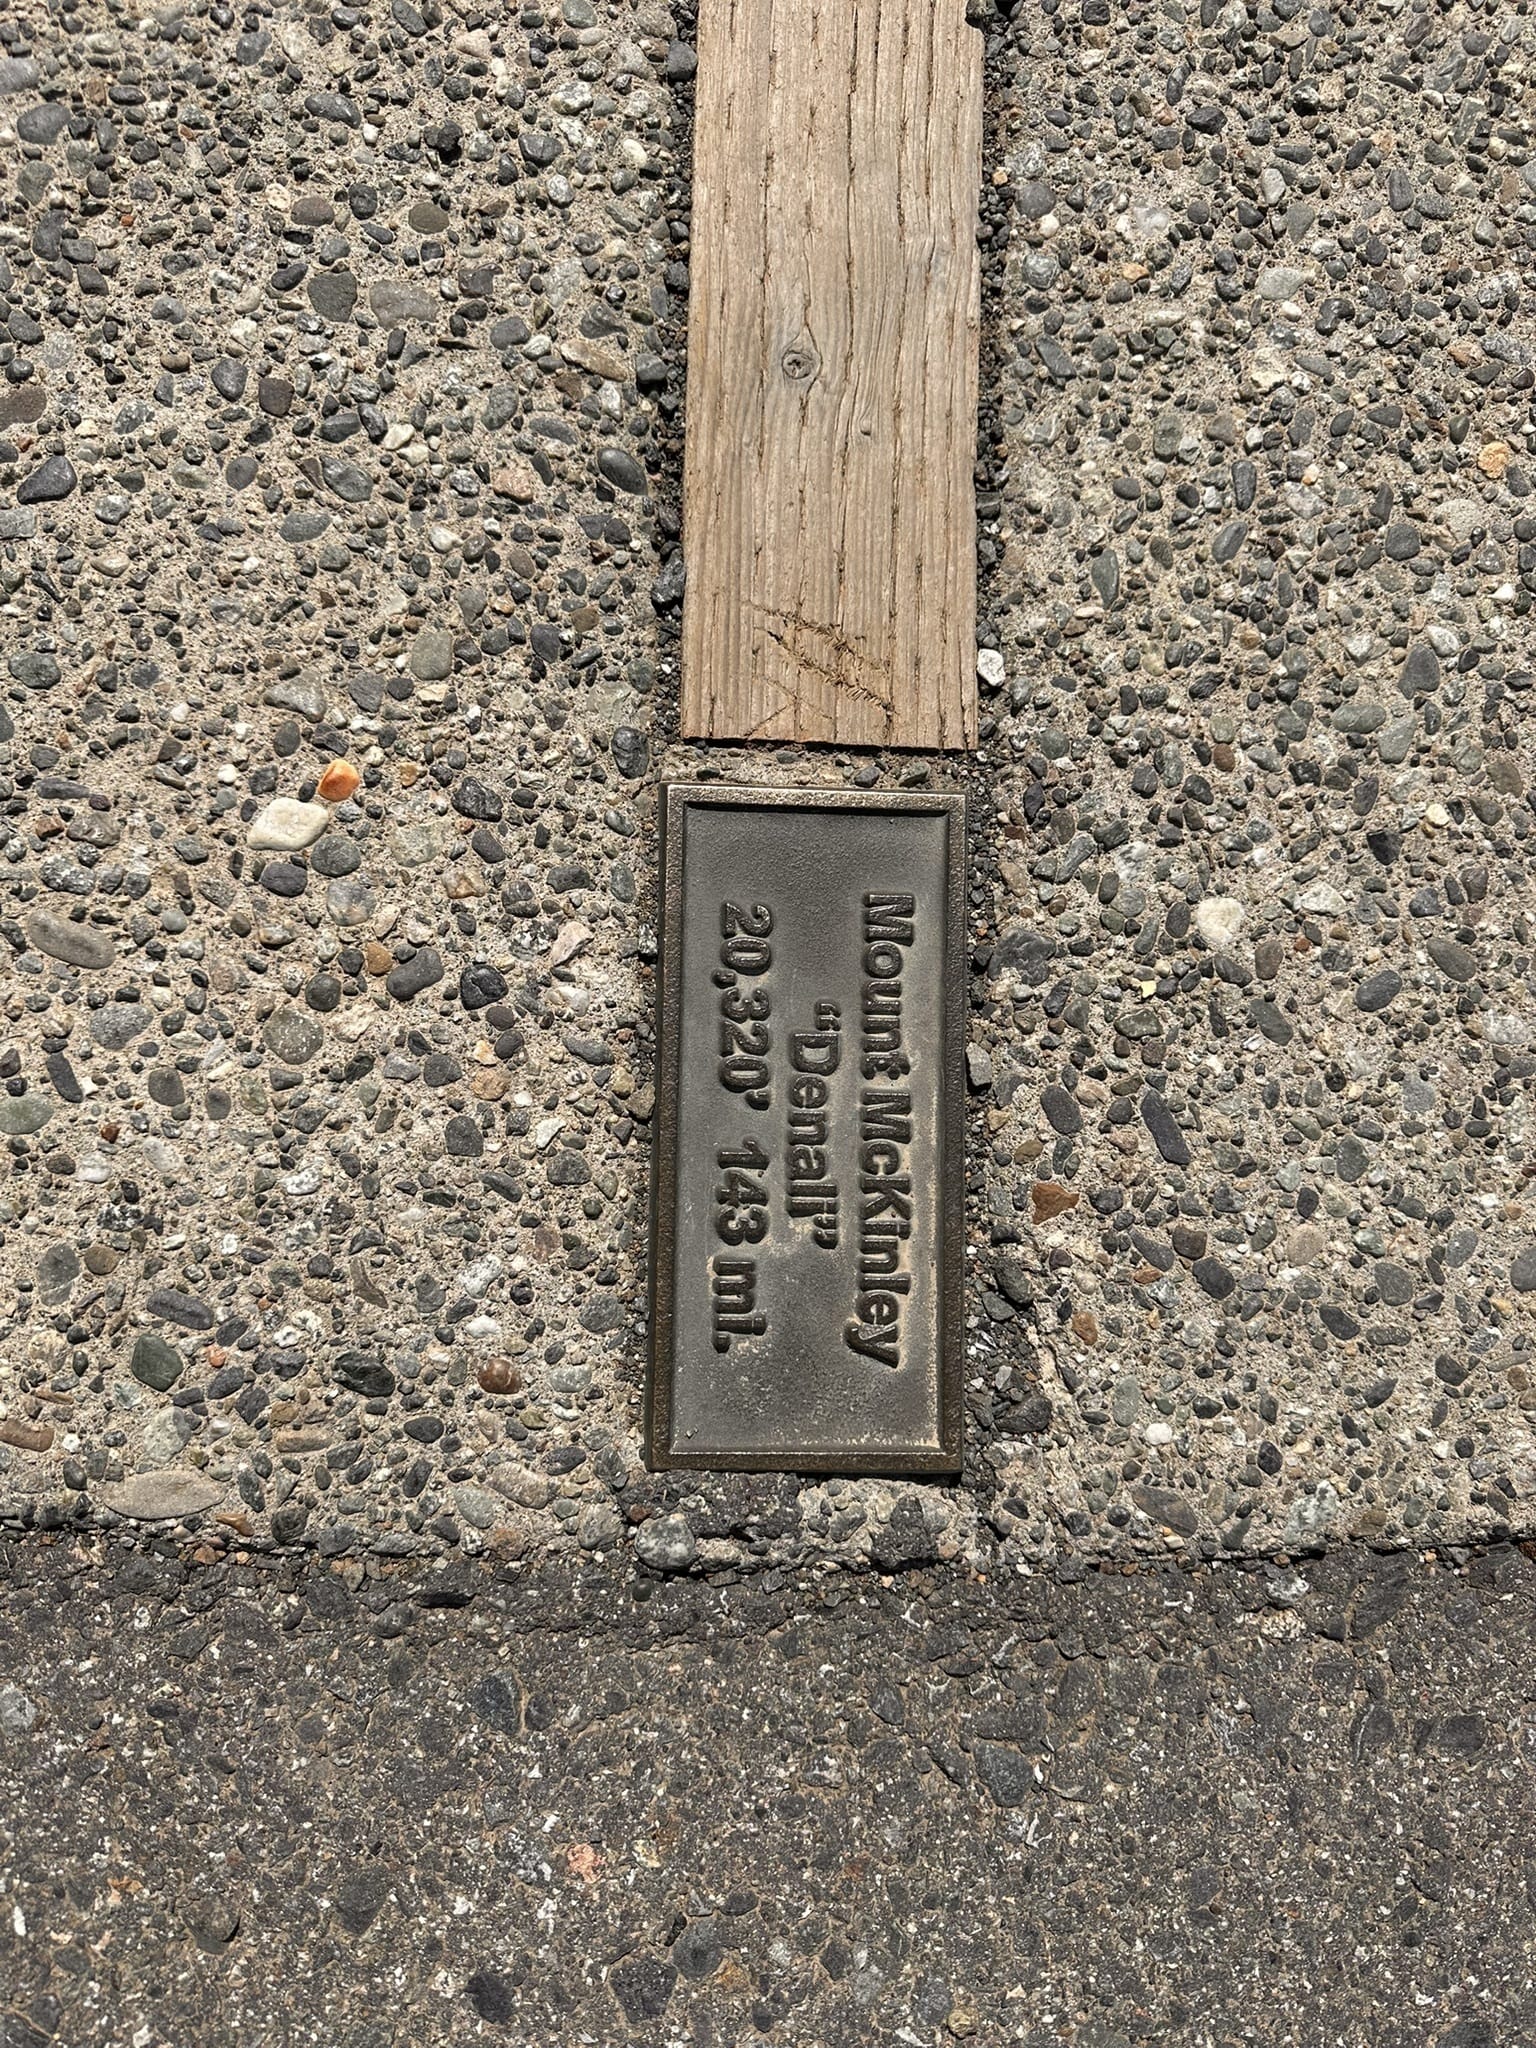 Mount McKinley
“Denali”
20,320’ 143 mi.